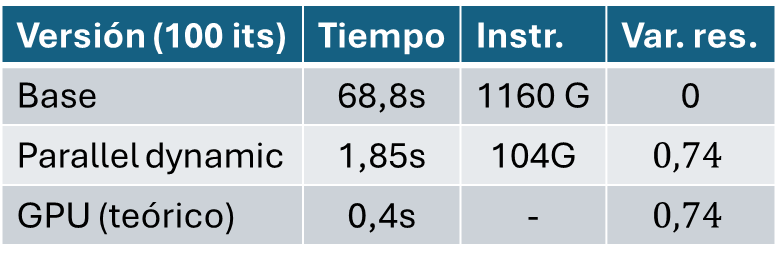 Versión (100 its) Tiempo Instr. Var. res.
Base 68,8s 1160 G 0
Parallel dynamic 1,85s 104G 0,74
GPU (teórico) 0,4s - 0,74